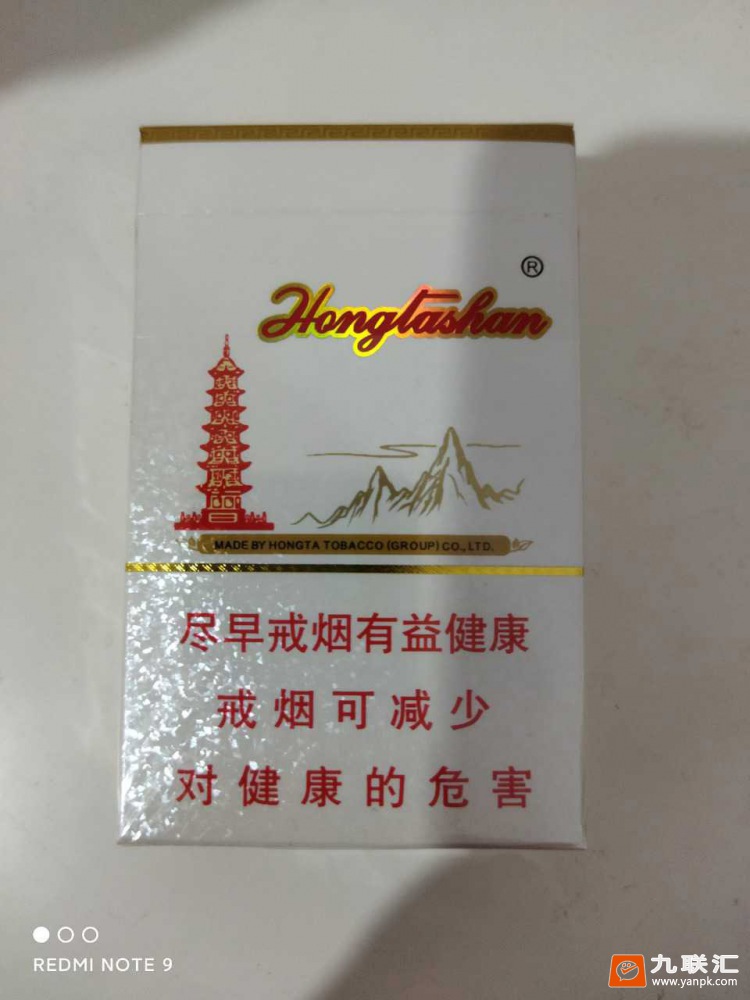 ®
Hongtashan
MADE BY HONGTA TOBACCO (GROUP) CO., LTD.
尽早戒烟有益健康
戒烟可减少
对健康的危害
REDMI NOTE 9
九联汇
www.yanpk.com